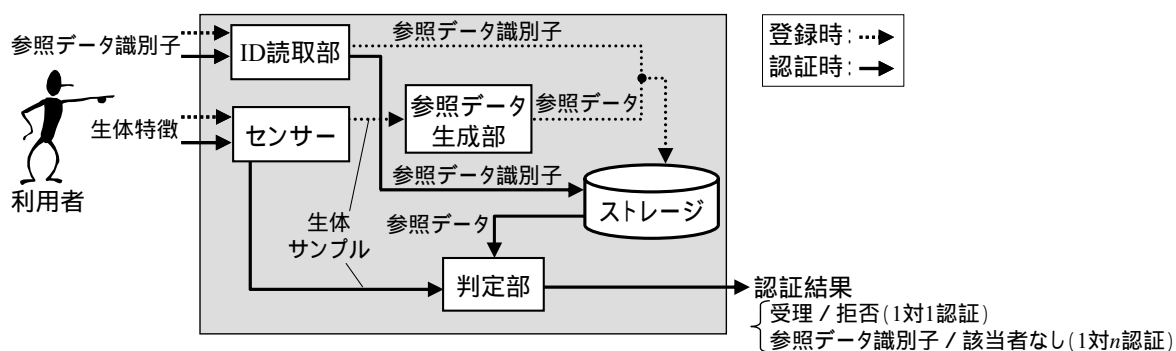 参照データ識別子
ID読取部
参照データ識別子
登録時:
認証時:
生体特徴
センサー
参照データ
生成部
参照データ
利用者
参照データ識別子
ストレージ
生体
サンプル
参照データ
判定部
認証結果
受理 / 拒否(1対1認証)
参照データ識別子 / 該当者なし(1対n認証)